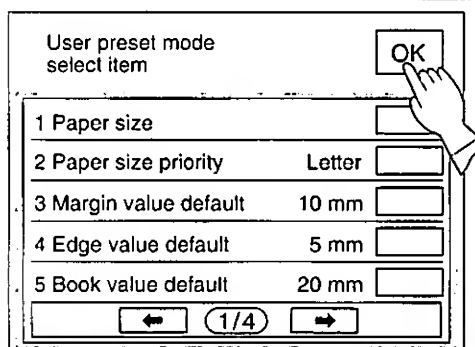 User preset mode
select item
OK
1 Paper size
2 Paper size priority Letter
3 Margin value default 10 mm
4 Edge value default 5 mm
5 Book value default 20 mm
1/4